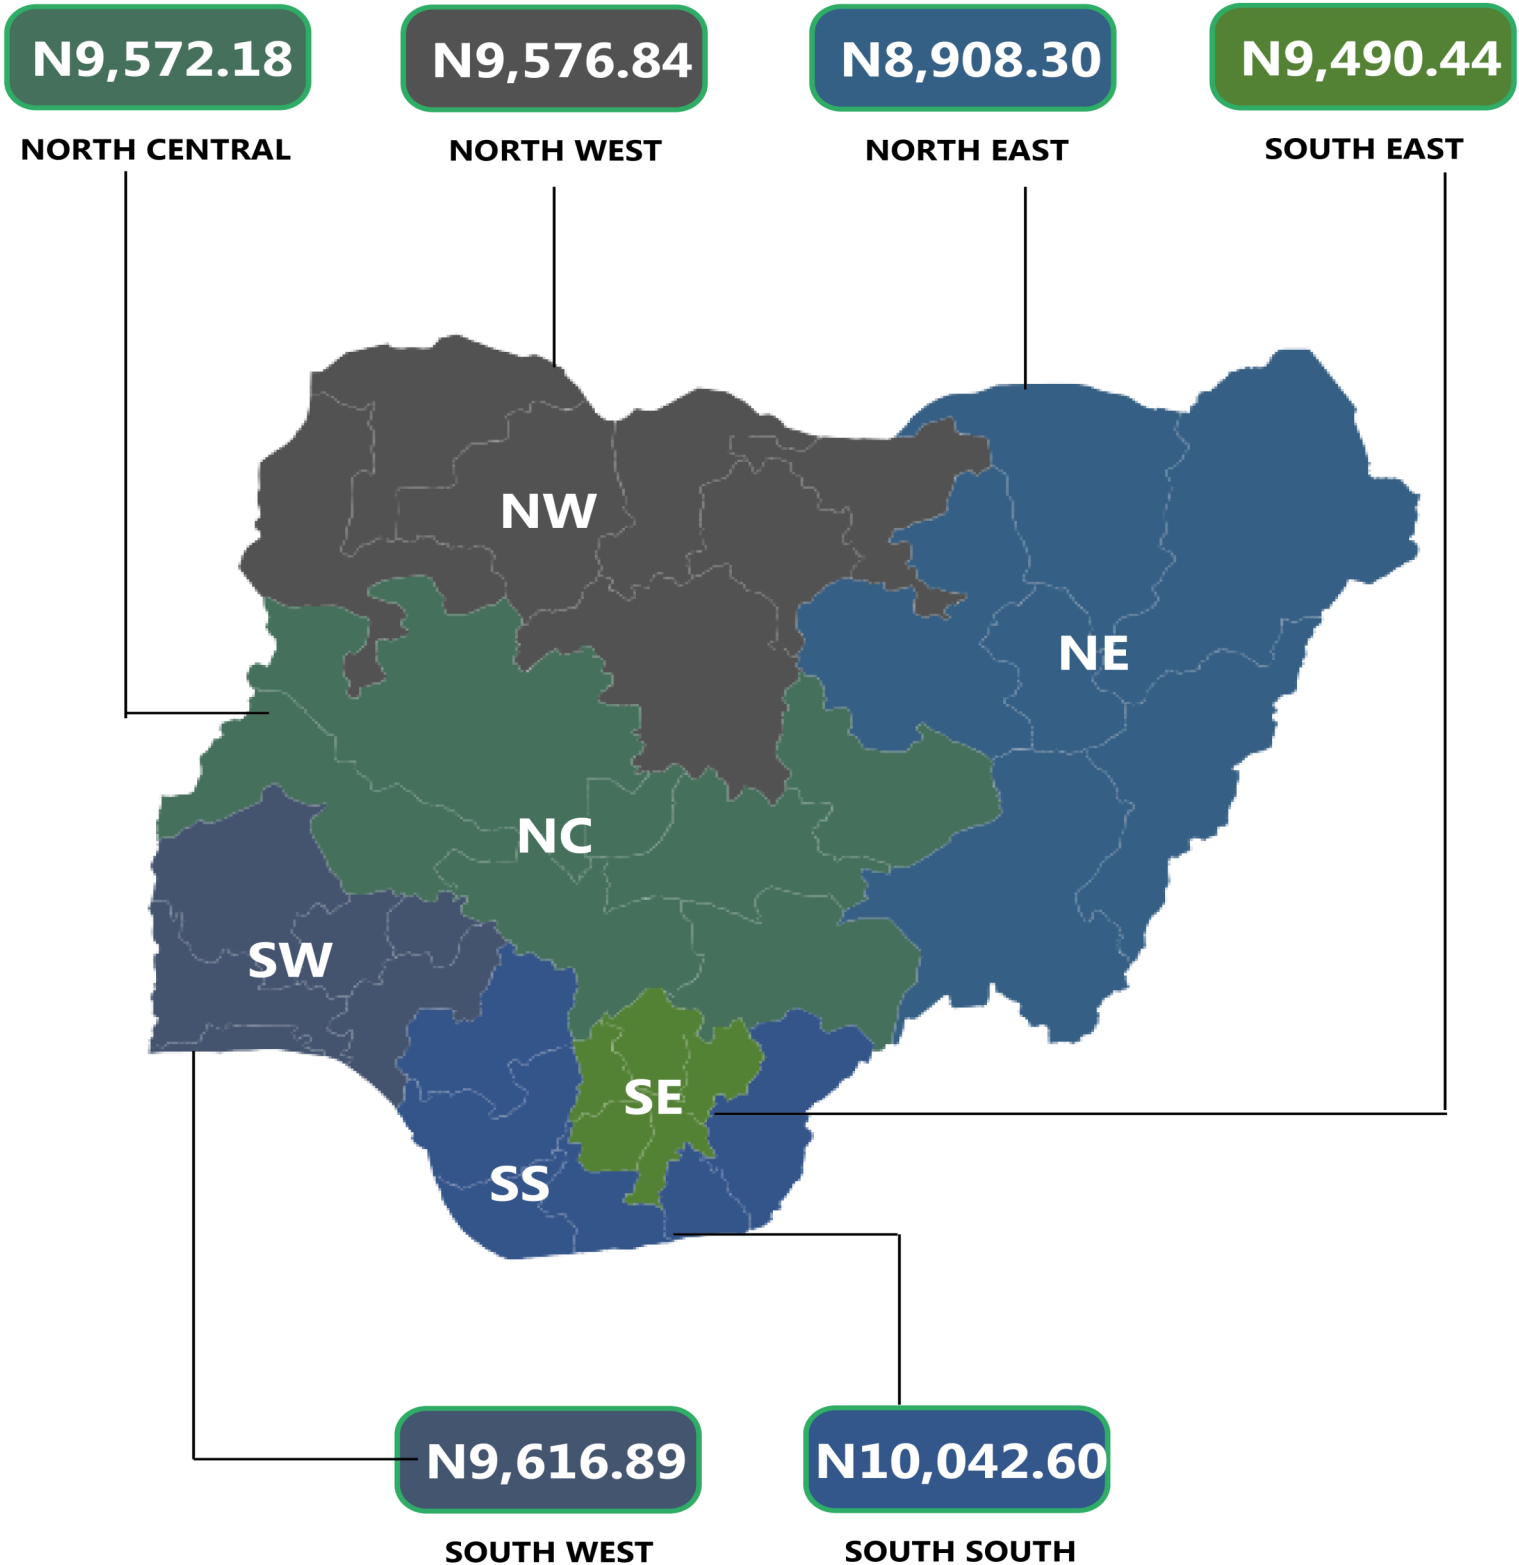 N9,572.18
N9,576.84
N8,908.30
N9,490.44
NORTH CENTRAL
NORTH WEST
NORTH EAST
SOUTH EAST
NW
NE
NC
SW
SE
SS
N9,616.89
N10,042.60
SOUTH WEST
SOUTH SOUTH